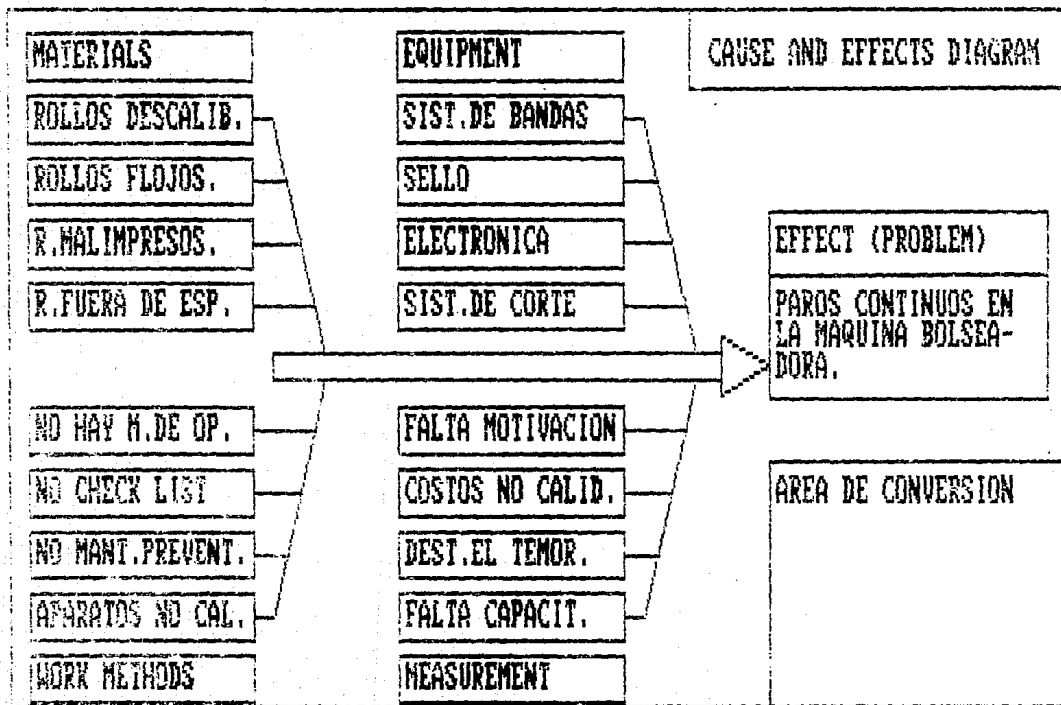 CAUSE AND EFFECTS DIAGRAM
MATERIALS
ROLLOS DESCALIB.
ROLLOS FLOJOS.
R.MALIMPRESOS.
R.FUERA DE ESP.
EQUIPMENT
SIST.DE BANDAS
SELLO
ELECTRONICA
SIST.DE CORTE
EFFECT (PROBLEM)
PAROS CONTINUOS EN
LA MAQUINA BOLSEA-
DORA.
NO HAY M.DE OP.
NO CHECK LIST
NO MANT.PREVENT.
APARATOS NO CAL.
WORK METHODS
FALTA MOTIVACION
COSTOS NO CALID.
DEST.EL TEMOR.
FALTA CAPACIT.
MEASUREMENT
AREA DE CONVERSION